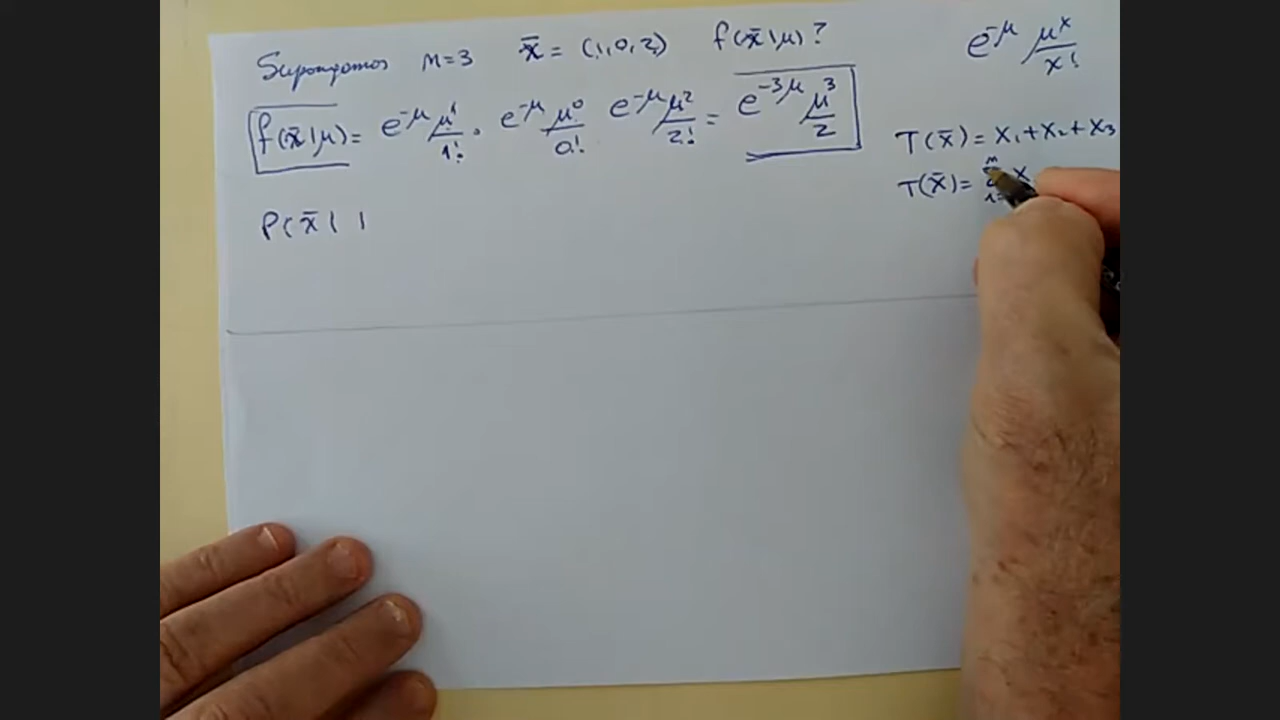 Supongamos n=3 x̄ = (1,0,2) f(x̄|μ)?
e^-μ μ^x/x!
f(x̄|μ) = e^-μ μ^1/1! · e^-μ μ^0/0! e^-μ μ^2/2! = e^-3μ μ^3/2
T(x̄) = x₁+x₂+x₃
T(x̄) = Σ x
P(x̄| )